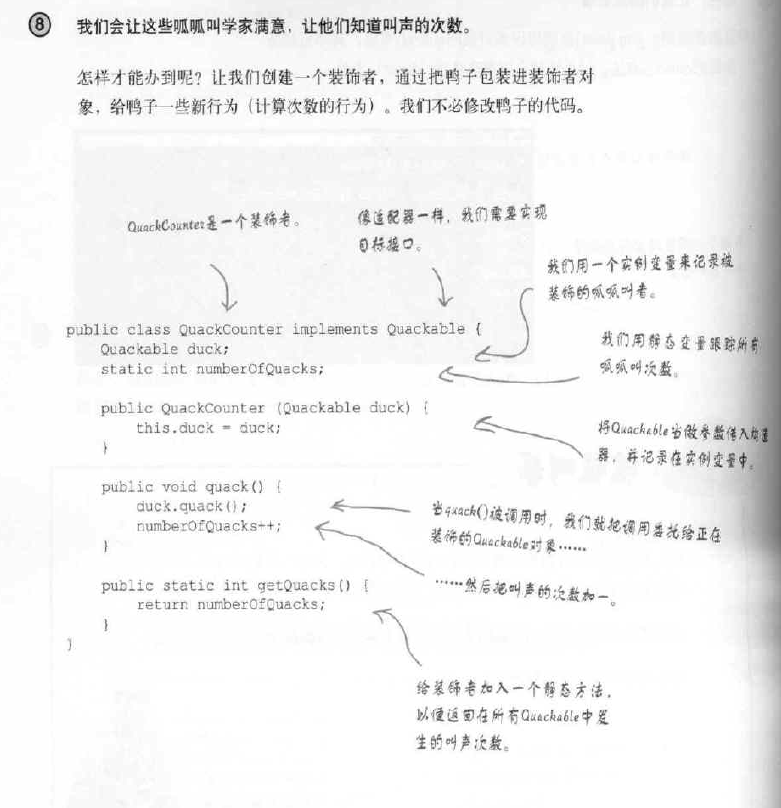 8 我们会让这些呱呱叫学家满意，让他们知道叫声的次数。
怎样才能办到呢？让我们创建一个装饰者，通过把鸭子包装进装饰者对
象，给鸭子一些新行为（计算次数的行为）。我们不必修改鸭子的代码。
QuackCounter是一个装饰者。
像适配器一样，我们需要实现
目标接口。
我们用一个实例变量来记录被
装饰的呱呱叫者。
public class QuackCounter implements Quackable {
Quackable duck;
我们用静态变量跟踪所有
呱呱叫次数。
static int numberOfQuacks;
public QuackCounter (Quackable duck) {
this.duck = duck;
}
将Quackable当做参数传入构造
器，并记录在实例变量中。
public void quack() {
duck.quack();
numberOfQuacks++;
}
当quack()被调用时，我们就把调用委托给正在
装饰的Quackable对象……
……然后把叫声的次数加一。
public static int getQuacks() {
return numberOfQuacks;
}
}
给装饰者加入一个静态方法，
以便返回在所有Quackable中发
生的叫声次数。